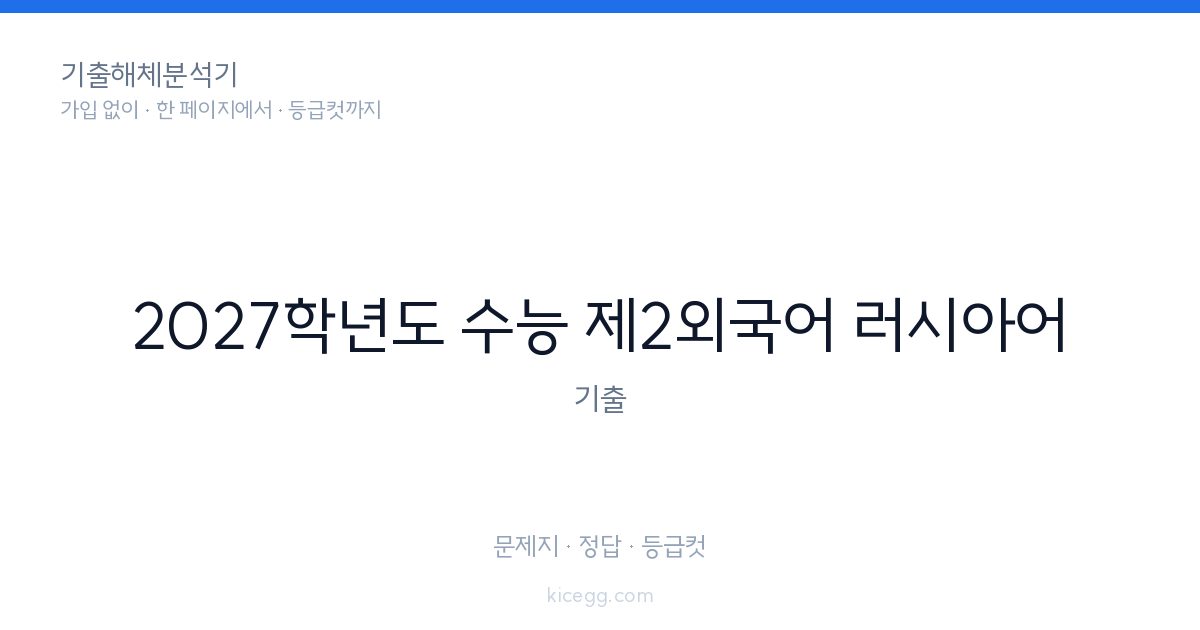 기출해체분석기
가입 없이 · 한 페이지에서 · 등급컷까지
2027학년도 수능 제2외국어 러시아어
기출
문제지 · 정답 · 등급컷
kicegg.com